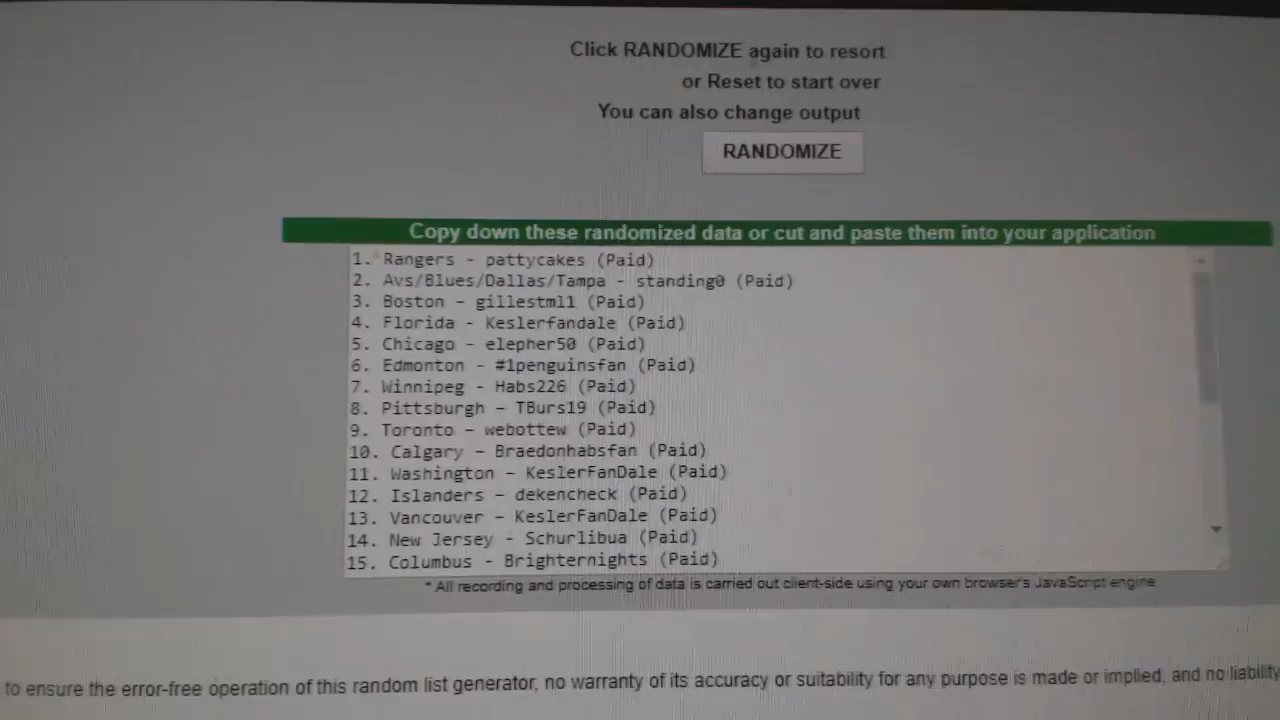 Click RANDOMIZE again to resort
or Reset to start over
You can also change output
RANDOMIZE
Copy down these randomized data or cut and paste them into your application
1. Rangers - pattycakes (Paid)
2. Avs/Blues/Dallas/Tampa - standing0 (Paid)
3. Boston - gillestm11 (Paid)
4. Florida - Keslerfandale (Paid)
5. Chicago - elepher50 (Paid)
6. Edmonton - #1penguinsfan (Paid)
7. Winnipeg - Habs226 (Paid)
8. Pittsburgh - TBurs19 (Paid)
9. Toronto - webottew (Paid)
10. Calgary - Braedonhabsfan (Paid)
11. Washington - KeslerFanDale (Paid)
12. Islanders - dekencheck (Paid)
13. Vancouver - KeslerFanDale (Paid)
14. New Jersey - Schurlibua (Paid)
15. Columbus - Brighternights (Paid)
* All recording and processing of data is carried out client-side using your own browser's JavaScript engine
to ensure the error-free operation of this random list generator, no warranty of its accuracy or suitability for any purpose is made or implied, and no liability